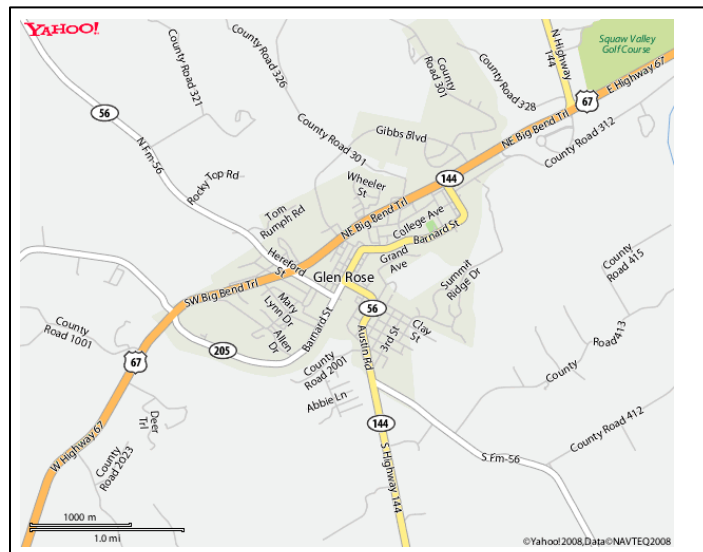 YAHOO!
County Road 321
County Road 326
County
Road 301
N Highway
144
Squaw Valley
Golf Course
56
N Fm-56
County Road 328
67
E Highway 67
Gibbs Blvd
NE Big Bend Trl
County Road 312
County Road 301
Rocky Top Rd
Wheeler
St
144
Tom
Rumph Rd
NE Big Bend Trl
College Ave
Barnard St
Hereford
St
Grand
Ave
Glen Rose
Summit
Ridge Dr
County
Road 415
SW Big Bend Trl
Mary
Lynn Dr
Allen
Dr
Barnard St
56
Clay
St
3rd St
Austin Rd
County
Road 1001
67
205
County
Road 2001
Abbie Ln
County
Road 413
Deer
Trl
144
County Road 412
W Highway 67
County
Road 2023
S Highway 144
S Fm-56
1000 m
1.0 mi
©Yahoo!2008,Data©NAVTEQ2008